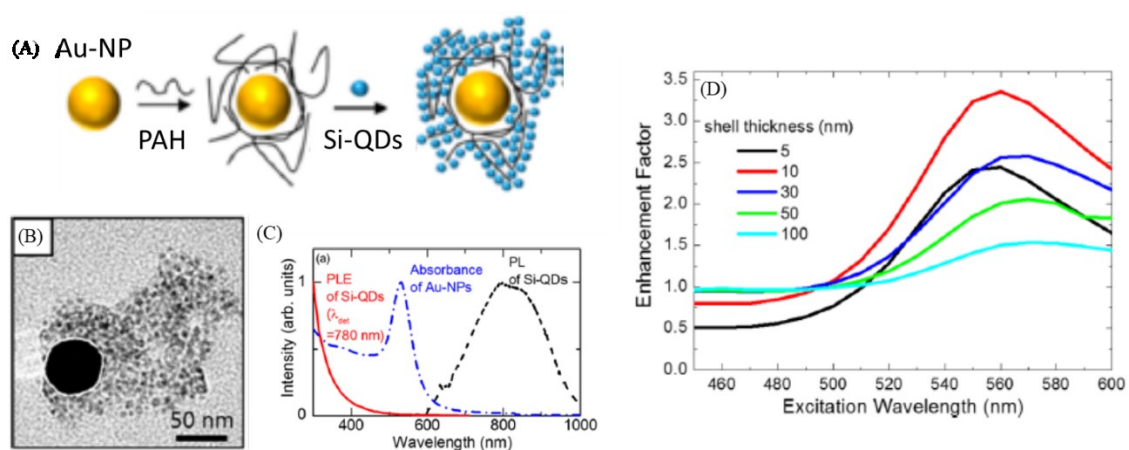 (A) Au-NP
PAH
Si-QDs
(B)
50 nm
(C)
(a)
PLE
of Si-QDs
(λdet
=780 nm)
Absorbance
of Au-NPs
PL
of Si-QDs
Intensity (arb. units)
1
0
400
600
800
1000
Wavelength (nm)
(D)
shell thickness (nm)
5
10
30
50
100
Enhancement Factor
3.5
3.0
2.5
2.0
1.5
1.0
0.5
0.0
460
480
500
520
540
560
580
600
Excitation Wavelength (nm)